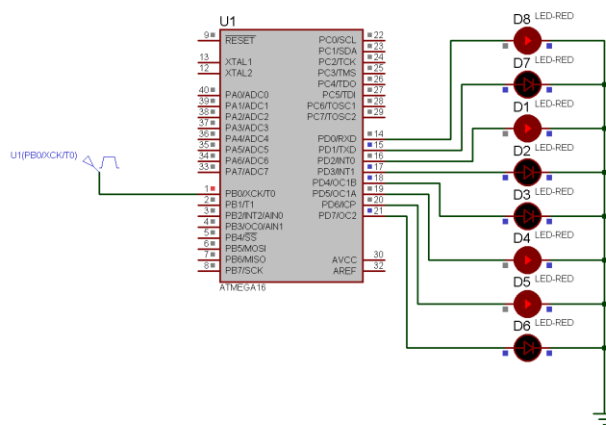 U1
9 RESET
13 XTAL1
12 XTAL2
40 PA0/ADC0
39 PA1/ADC1
38 PA2/ADC2
37 PA3/ADC3
36 PA4/ADC4
35 PA5/ADC5
34 PA6/ADC6
33 PA7/ADC7
1 PB0/XCK/T0
2 PB1/T1
3 PB2/INT2/AIN0
4 PB3/OC0/AIN1
5 PB4/SS
6 PB5/MOSI
7 PB6/MISO
8 PB7/SCK
PC0/SCL 22
PC1/SDA 23
PC2/TCK 24
PC3/TMS 25
PC4/TDO 26
PC5/TDI 27
PC6/TOSC1 28
PC7/TOSC2 29
PD0/RXD 14
PD1/TXD 15
PD2/INT0 16
PD3/INT1 17
PD4/OC1B 18
PD5/OC1A 19
PD6/ICP 20
PD7/OC2 21
AVCC 30
AREF 32
ATMEGA16
U1(PB0/XCK/T0)
D8 LED-RED
D7 LED-RED
D1 LED-RED
D2 LED-RED
D3 LED-RED
D4 LED-RED
D5 LED-RED
D6 LED-RED